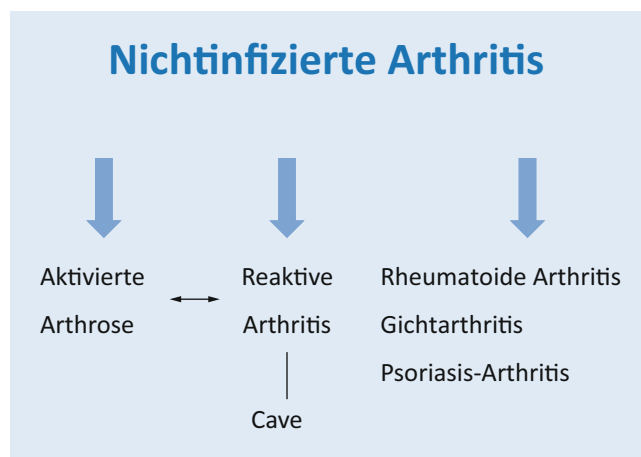 Nichtinfizierte Arthritis
Aktivierte
Arthrose
Reaktive
Arthritis
Cave
Rheumatoide Arthritis
Gichtarthritis
Psoriasis-Arthritis